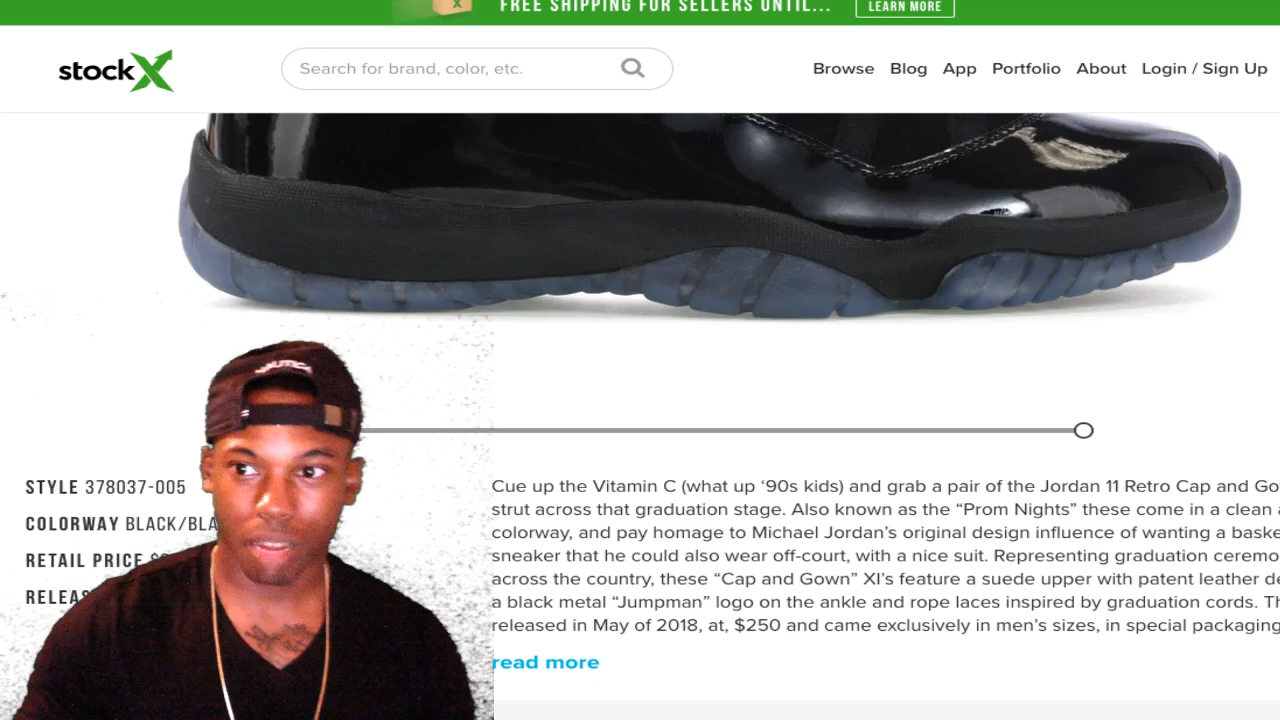 FREE SHIPPING FOR SELLERS UNTIL... LEARN MORE
stockX
Search for brand, color, etc.
Browse Blog App Portfolio About Login / Sign Up
STYLE 378037-005
COLORWAY BLACK/BLA
RETAIL PRICE
RELEAS
Cue up the Vitamin C (what up ‘90s kids) and grab a pair of the Jordan 11 Retro Cap and Go
strut across that graduation stage. Also known as the “Prom Nights” these come in a clean a
colorway, and pay homage to Michael Jordan’s original design influence of wanting a baske
sneaker that he could also wear off-court, with a nice suit. Representing graduation ceremo
across the country, these “Cap and Gown” XI’s feature a suede upper with patent leather de
a black metal “Jumpman” logo on the ankle and rope laces inspired by graduation cords. Th
released in May of 2018, at, $250 and came exclusively in men’s sizes, in special packaging
read more